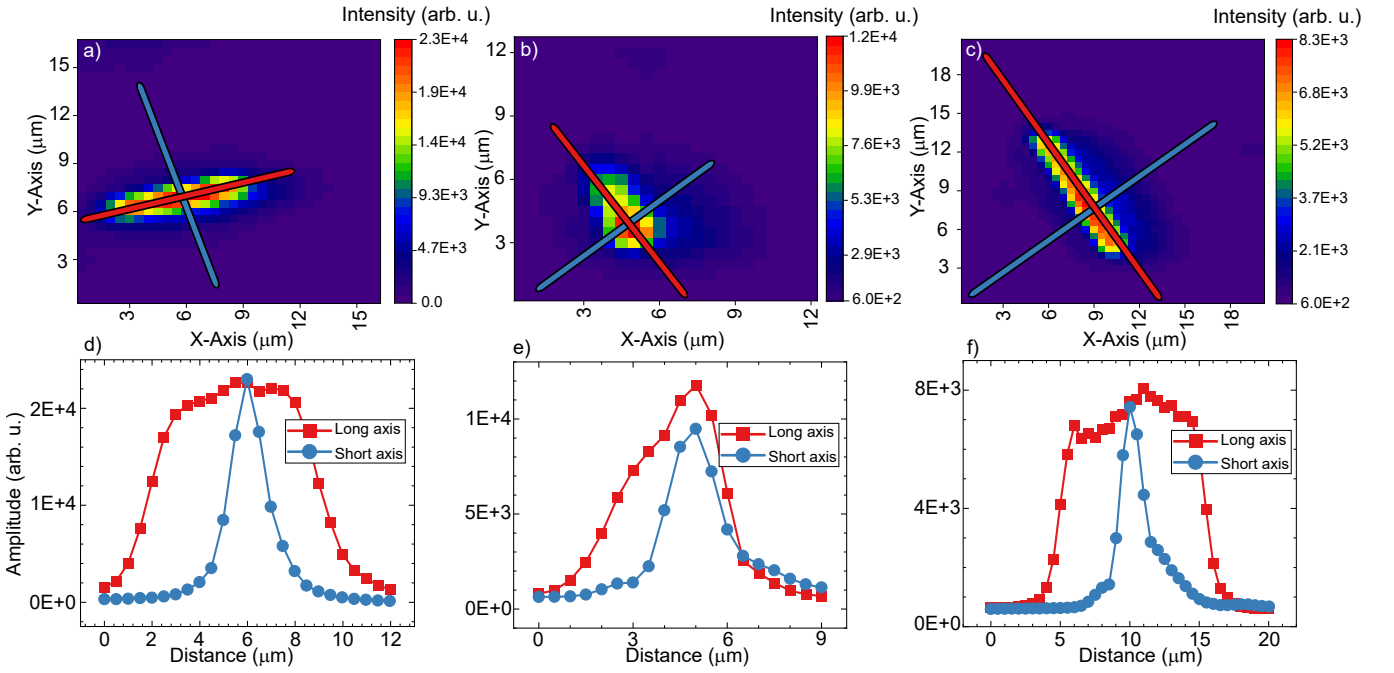 Intensity (arb. u.)
Intensity (arb. u.)
Intensity (arb. u.)
a)
2.3E+4
1.9E+4
1.4E+4
9.3E+3
4.7E+3
0.0
15
12
9
6
3
Y-Axis (μm)
3
6
9
12
15
X-Axis (μm)
b)
1.2E+4
9.9E+3
7.6E+3
5.3E+3
2.9E+3
6.0E+2
12
9
6
3
Y-Axis (μm)
3
6
9
12
X-Axis (μm)
c)
8.3E+3
6.8E+3
5.2E+3
3.7E+3
2.1E+3
6.0E+2
18
15
12
9
6
3
Y-Axis (μm)
3
6
9
12
15
18
X-Axis (μm)
d)
2E+4
1E+4
0E+0
Amplitude (arb. u.)
Long axis
Short axis
0 2 4 6 8 10 12
Distance (μm)
e)
1E+4
5E+3
0E+0
Long axis
Short axis
0 3 6 9
Distance (μm)
f)
8E+3
4E+3
0E+0
Long axis
Short axis
0 5 10 15 20
Distance (μm)